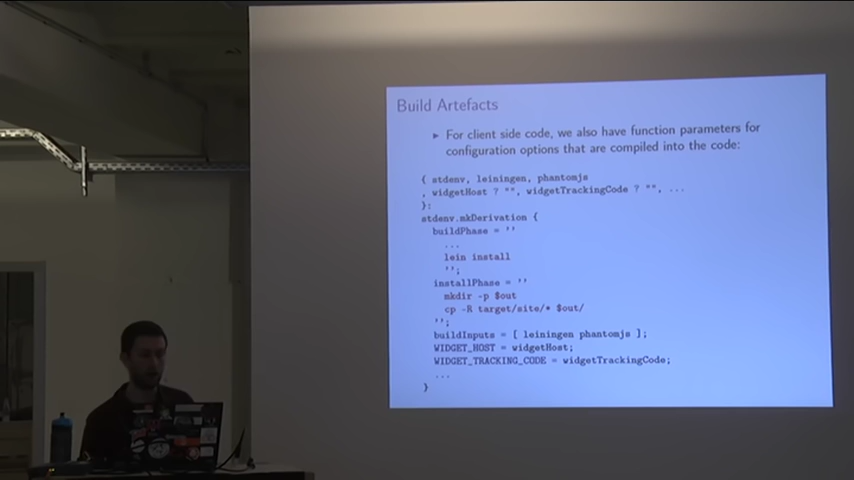 Build Artefacts
▸ For client side code, we also have function parameters for
configuration options that are compiled into the code:
{ stdenv, leiningen, phantomjs
, widgetHost ? "", widgetTrackingCode ? "", ...
}:
stdenv.mkDerivation {
buildPhase = ''
...
lein install
'';
installPhase = ''
mkdir -p $out
cp -R target/site/* $out/
'';
buildInputs = [ leiningen phantomjs ];
WIDGET_HOST = widgetHost;
WIDGET_TRACKING_CODE = widgetTrackingCode;
...
}